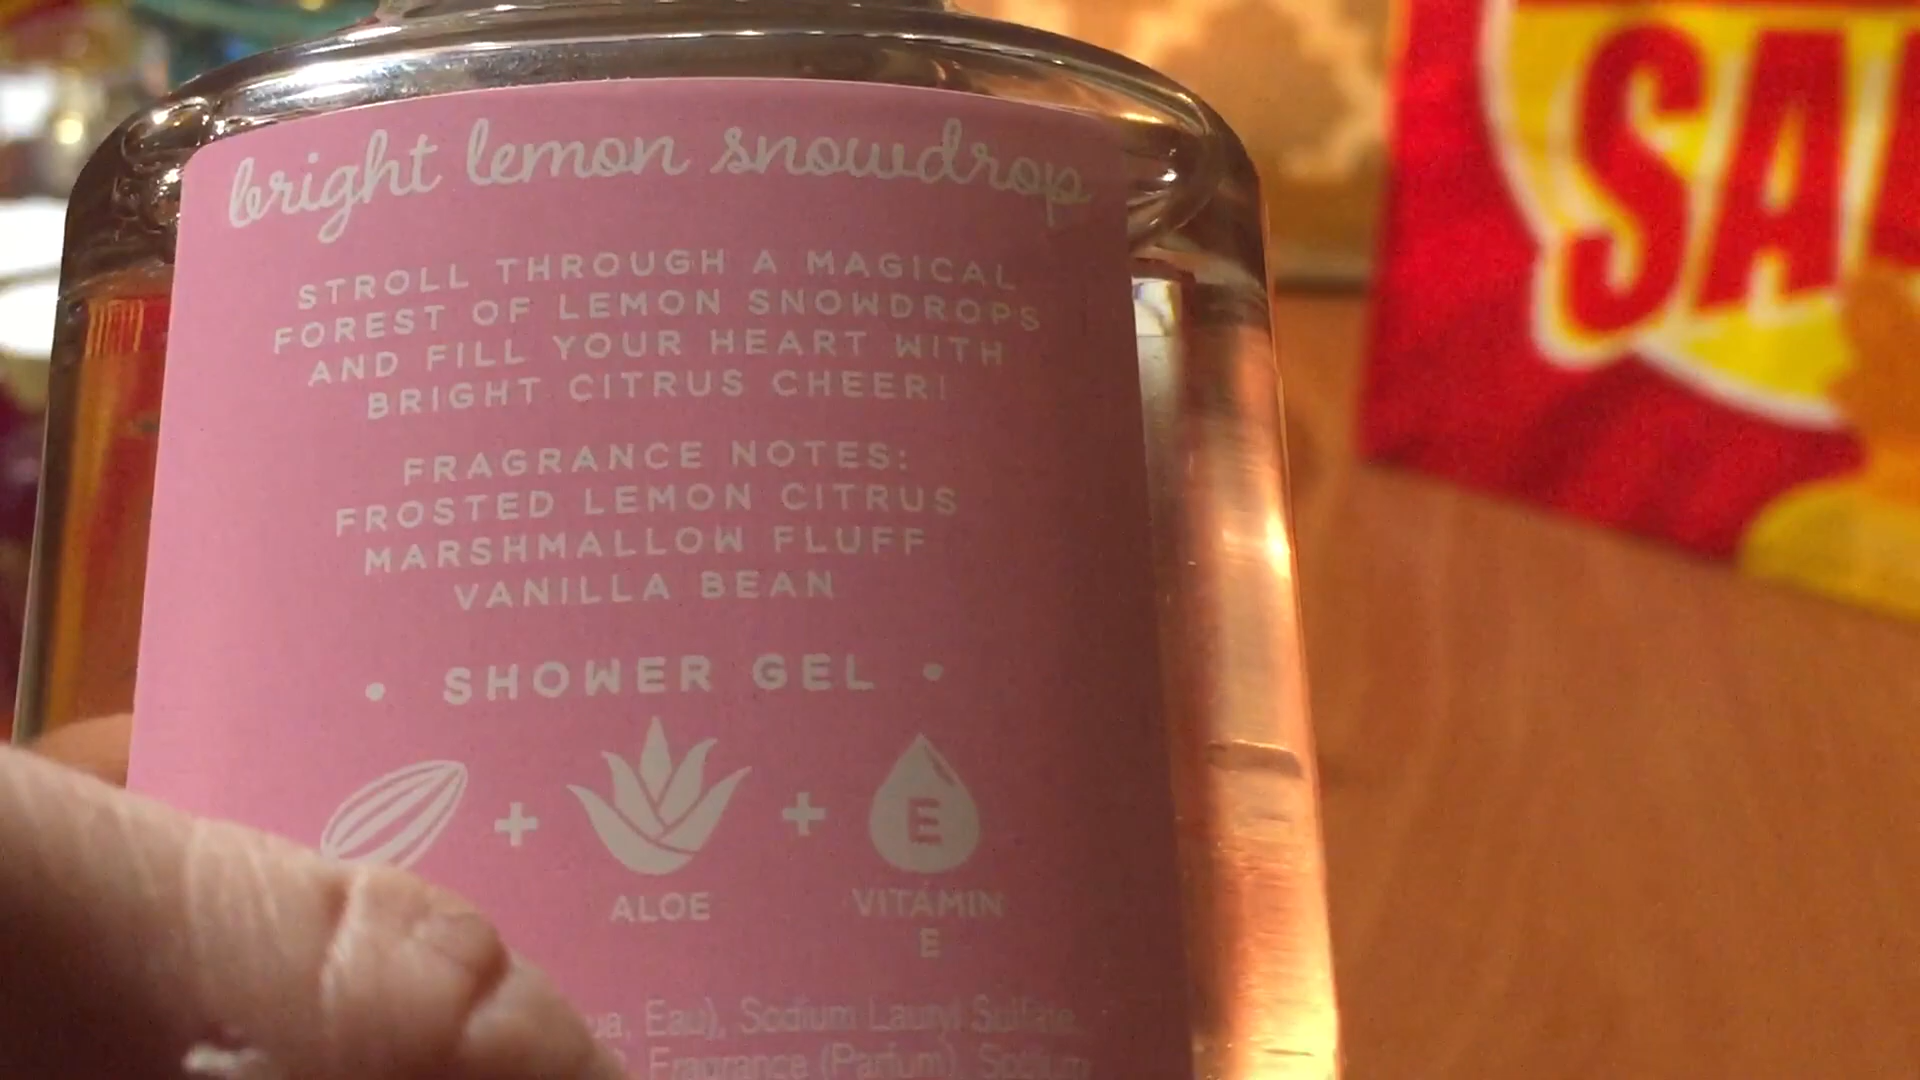 bright lemon snowdrop
STROLL THROUGH A MAGICAL
FOREST OF LEMON SNOWDROPS
AND FILL YOUR HEART WITH
BRIGHT CITRUS CHEER!
FRAGRANCE NOTES:
FROSTED LEMON CITRUS
MARSHMALLOW FLUFF
VANILLA BEAN
• SHOWER GEL •
+ + E
ALOE VITAMIN
E
Eau), Sodium Lauryl Sulfate,
Fragrance (Parfum), Sodium
SA